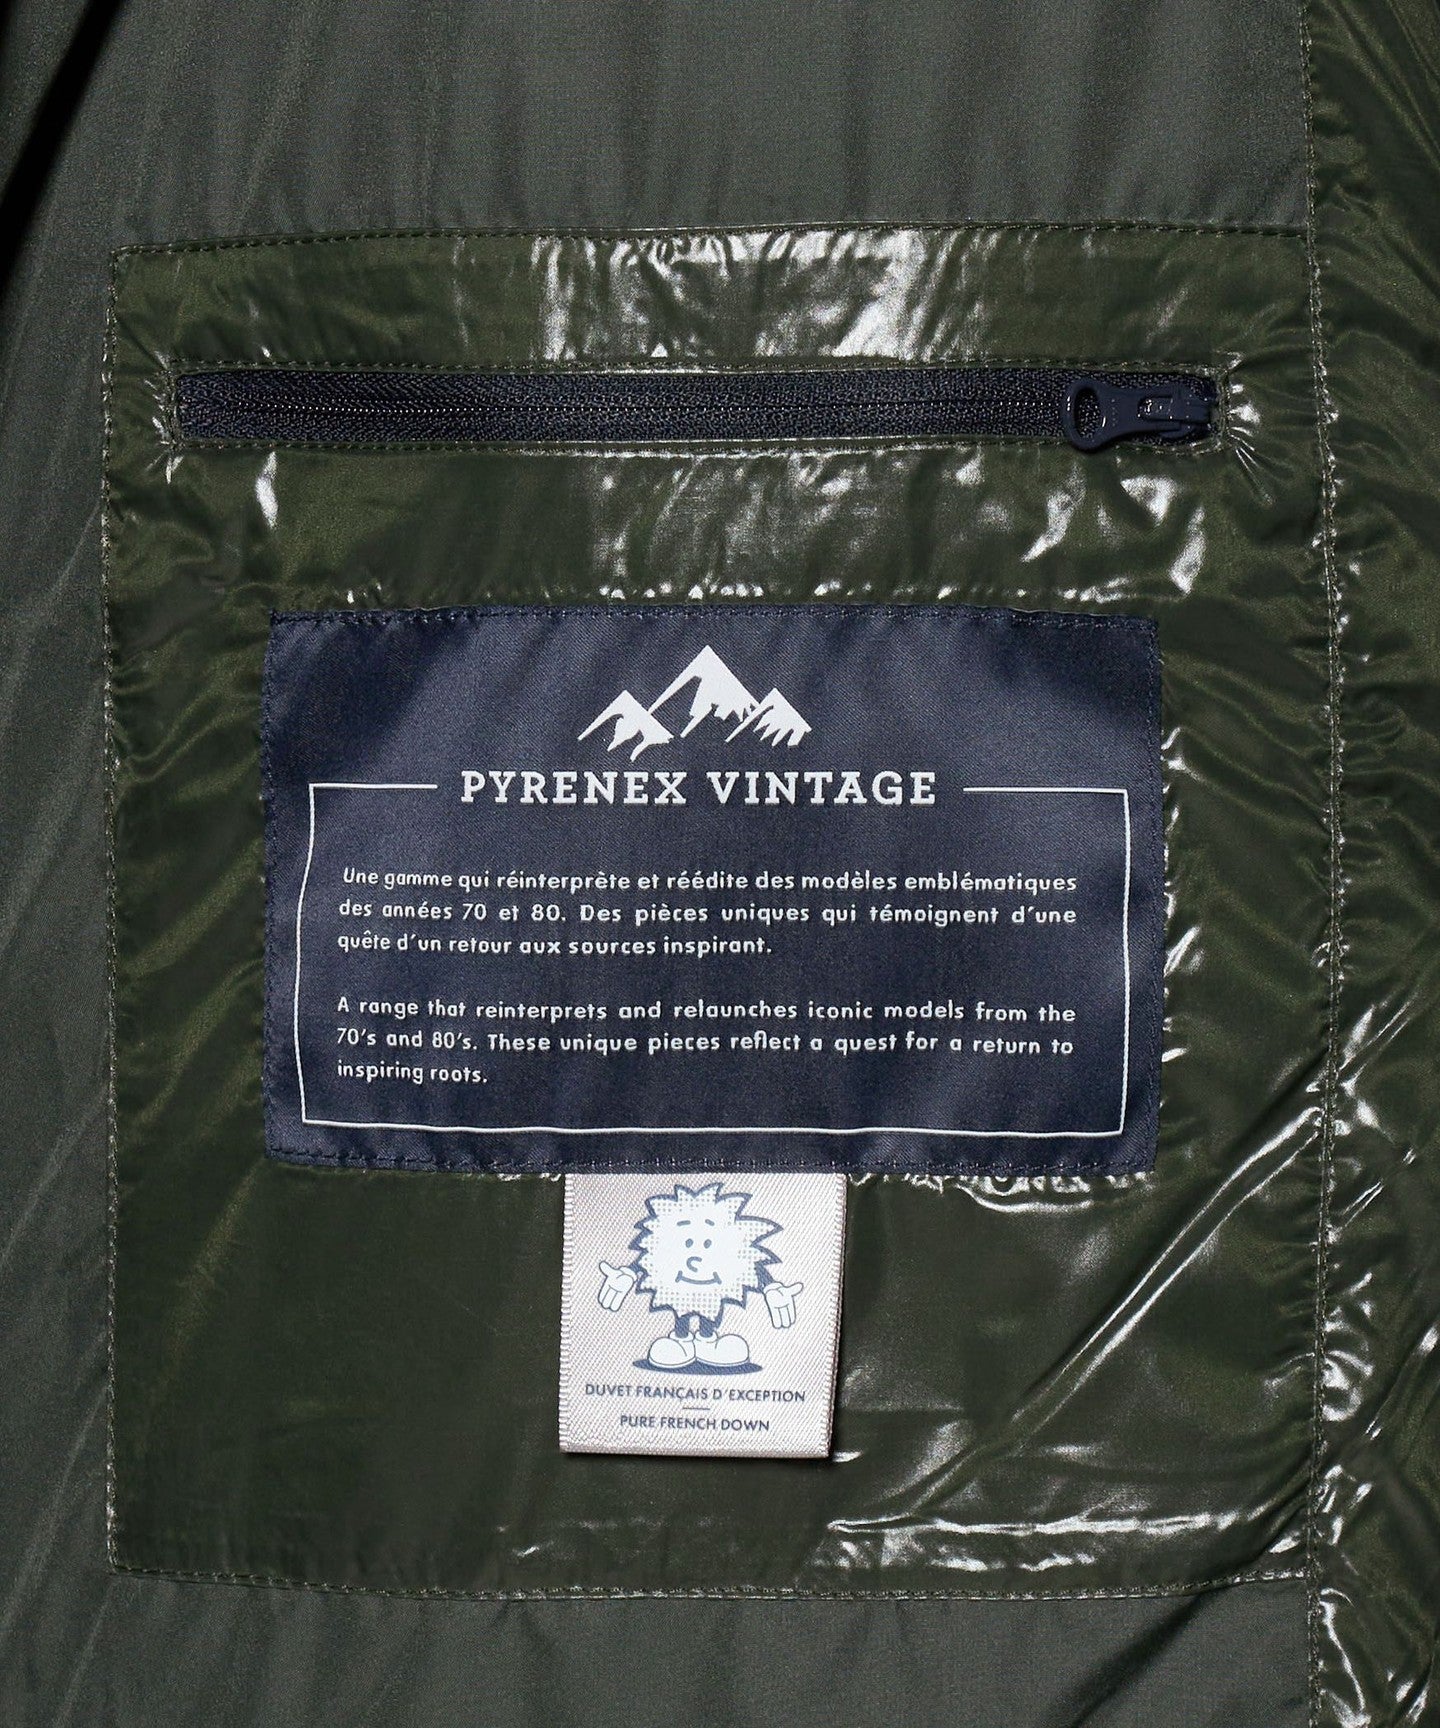 PYRENEX VINTAGE
Une gamme qui réinterprète et réédite des modèles emblématiques
des années 70 et 80. Des pièces uniques qui témoignent d'une
quête d'un retour aux sources inspirant.
A range that reinterprets and relaunches iconic models from the
70's and 80's. These unique pieces reflect a quest for a return to
inspiring roots.
DUVET FRANÇAIS D'EXCEPTION
PURE FRENCH DOWN